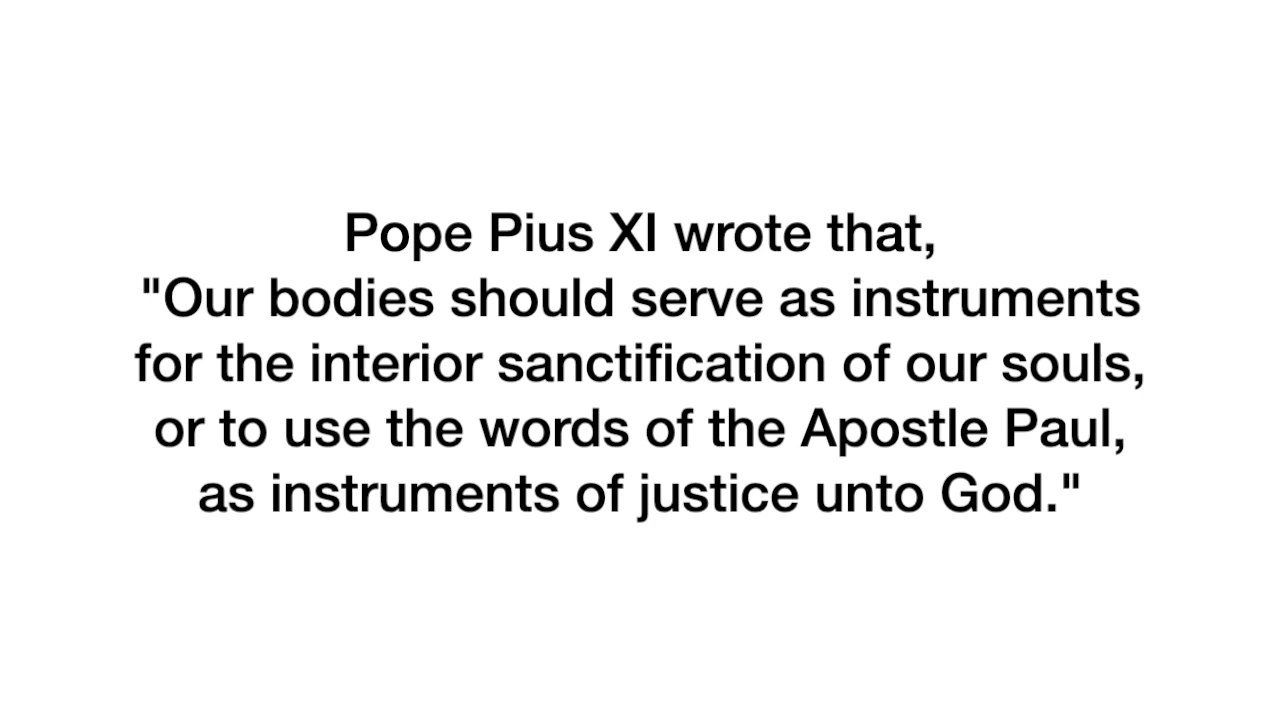 Pope Pius XI wrote that,
"Our bodies should serve as instruments
for the interior sanctification of our souls,
or to use the words of the Apostle Paul,
as instruments of justice unto God."